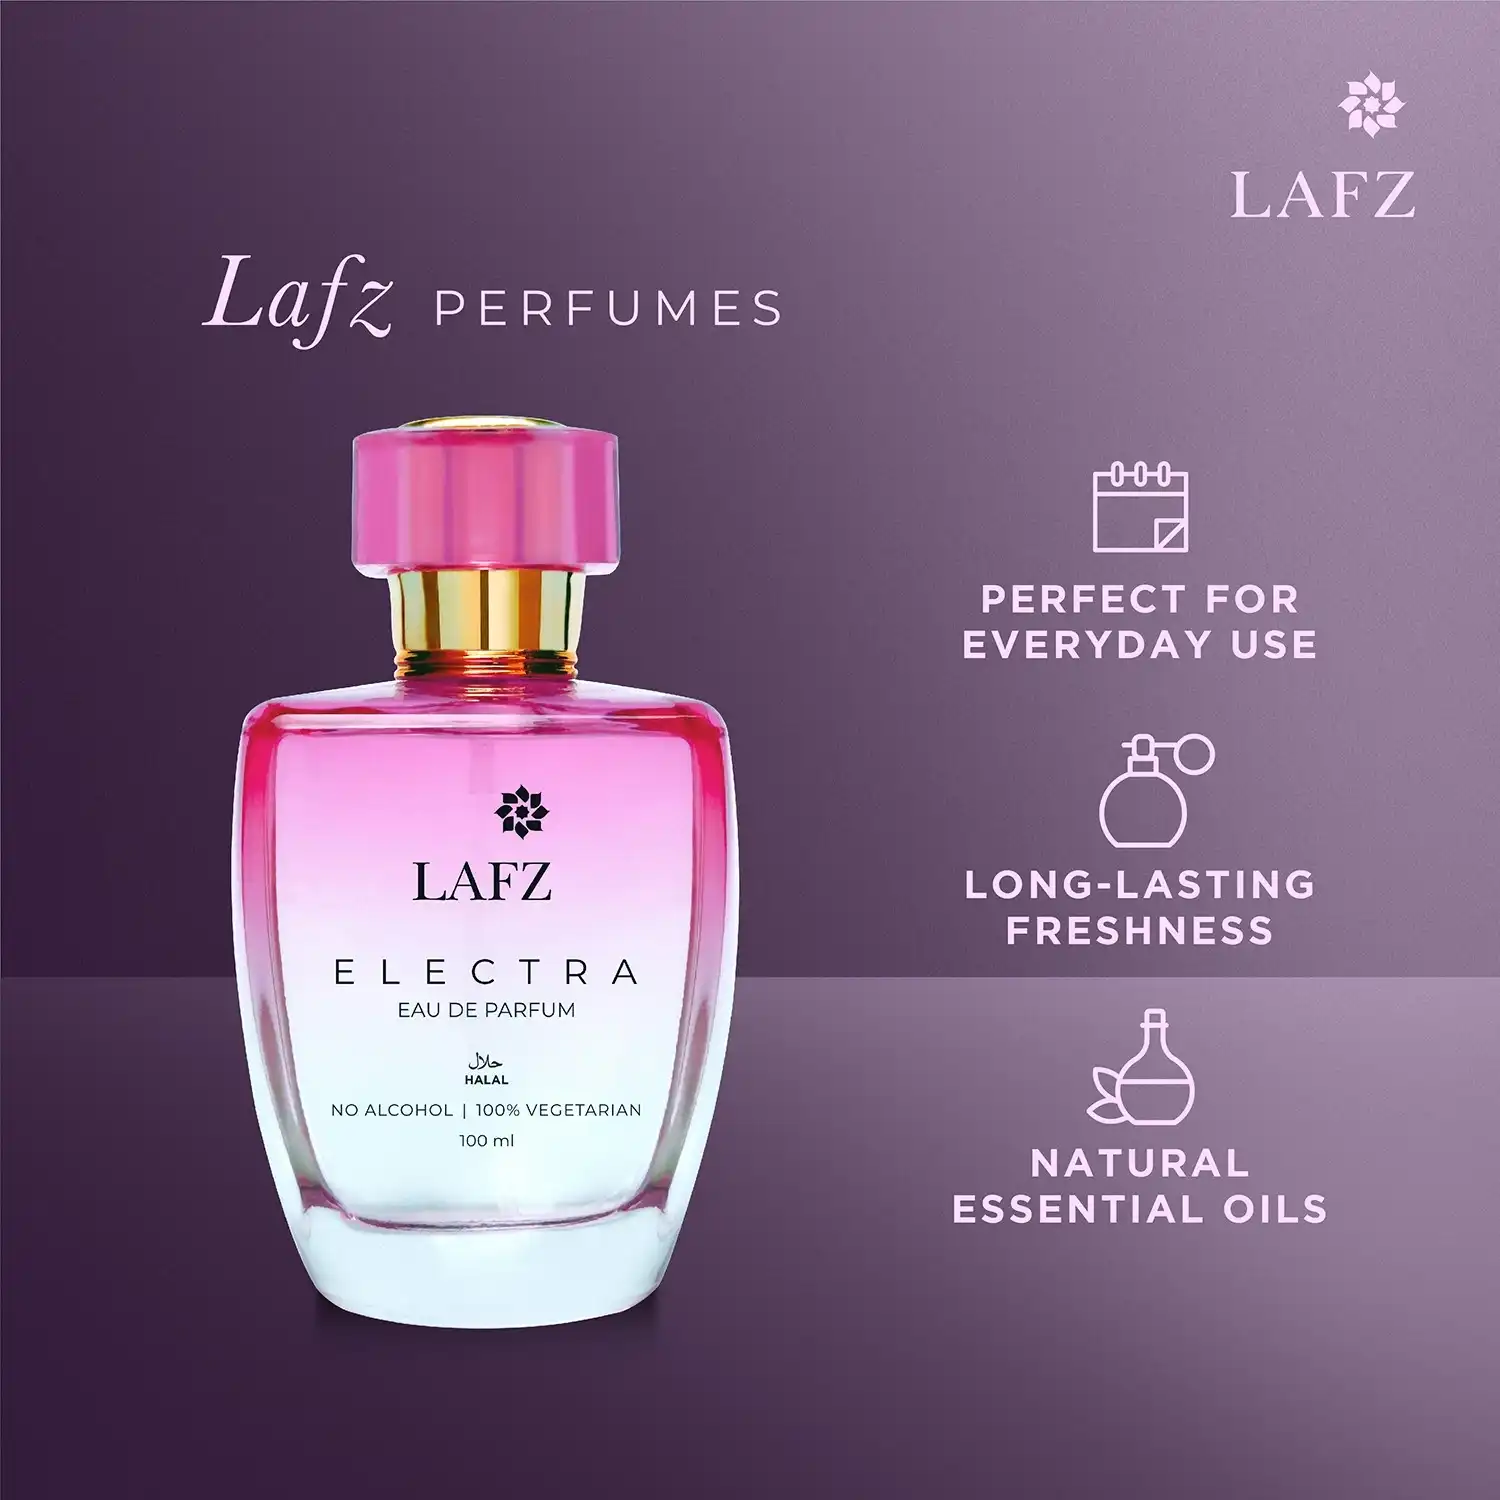 LAFZ
Lafz PERFUMES
LAFZ
ELECTRA
EAU DE PARFUM
حلال
HALAL
NO ALCOHOL | 100% VEGETARIAN
100 ml
PERFECT FOR
EVERYDAY USE
LONG-LASTING
FRESHNESS
NATURAL
ESSENTIAL OILS